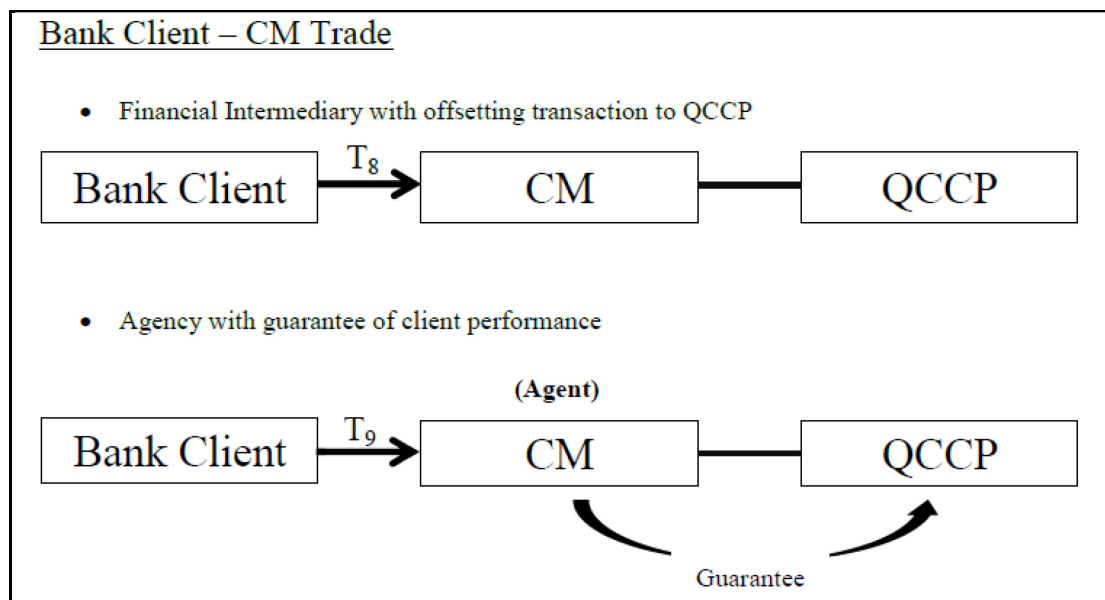 Bank Client – CM Trade
• Financial Intermediary with offsetting transaction to QCCP
T₈
Bank Client CM QCCP
• Agency with guarantee of client performance
(Agent)
T₉
Bank Client CM QCCP
Guarantee